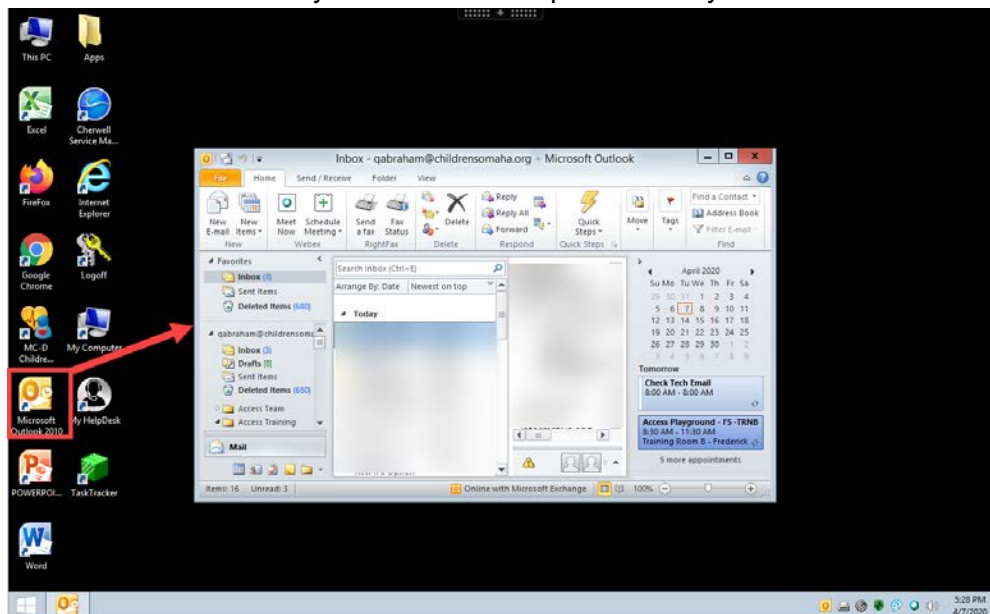 This PC
Apps
Excel
Cherwell
Service Ma...
FireFox
Internet
Explorer
Google
Chrome
Logoff
MC-D
Childre...
My Computer
Microsoft
Outlook 2010
My HelpDesk
POWERPOI...
TaskTracker
Word
Inbox - qabraham@childrensomaha.org - Microsoft Outlook
File Home Send / Receive Folder View
New
E-mail
New
Items
Meet
Now
Schedule
Meeting
Send
a fax
Fax
Status
Delete
Reply
Reply All
Forward
Quick
Steps
Move
Tags
Find a Contact
Address Book
Filter E-mail
New Webex RightFax Delete Respond Quick Steps Find
Favorites
Inbox (3)
Sent Items
Deleted Items (680)
qabraham@childrensoma
Inbox (3)
Drafts [8]
Sent Items
Deleted Items (680)
Access Team
Access Training
Mail
Search Inbox (Ctrl+E)
Arrange By: Date Newest on top
Today
April 2020
Su Mo Tu We Th Fr Sa
29 30 31 1 2 3 4
5 6 7 8 9 10 11
12 13 14 15 16 17 18
19 20 21 22 23 24 25
26 27 28 29 30 1 2
3 4 5 6 7 8 9
Tomorrow
Check Tech Email
8:00 AM - 8:00 AM
Access Playground - FS -TRNB
8:30 AM - 11:30 AM
Training Room B - Frederick
5 more appointments
Items: 16 Unread: 3
Online with Microsoft Exchange
100%
5:28 PM
4/7/2020